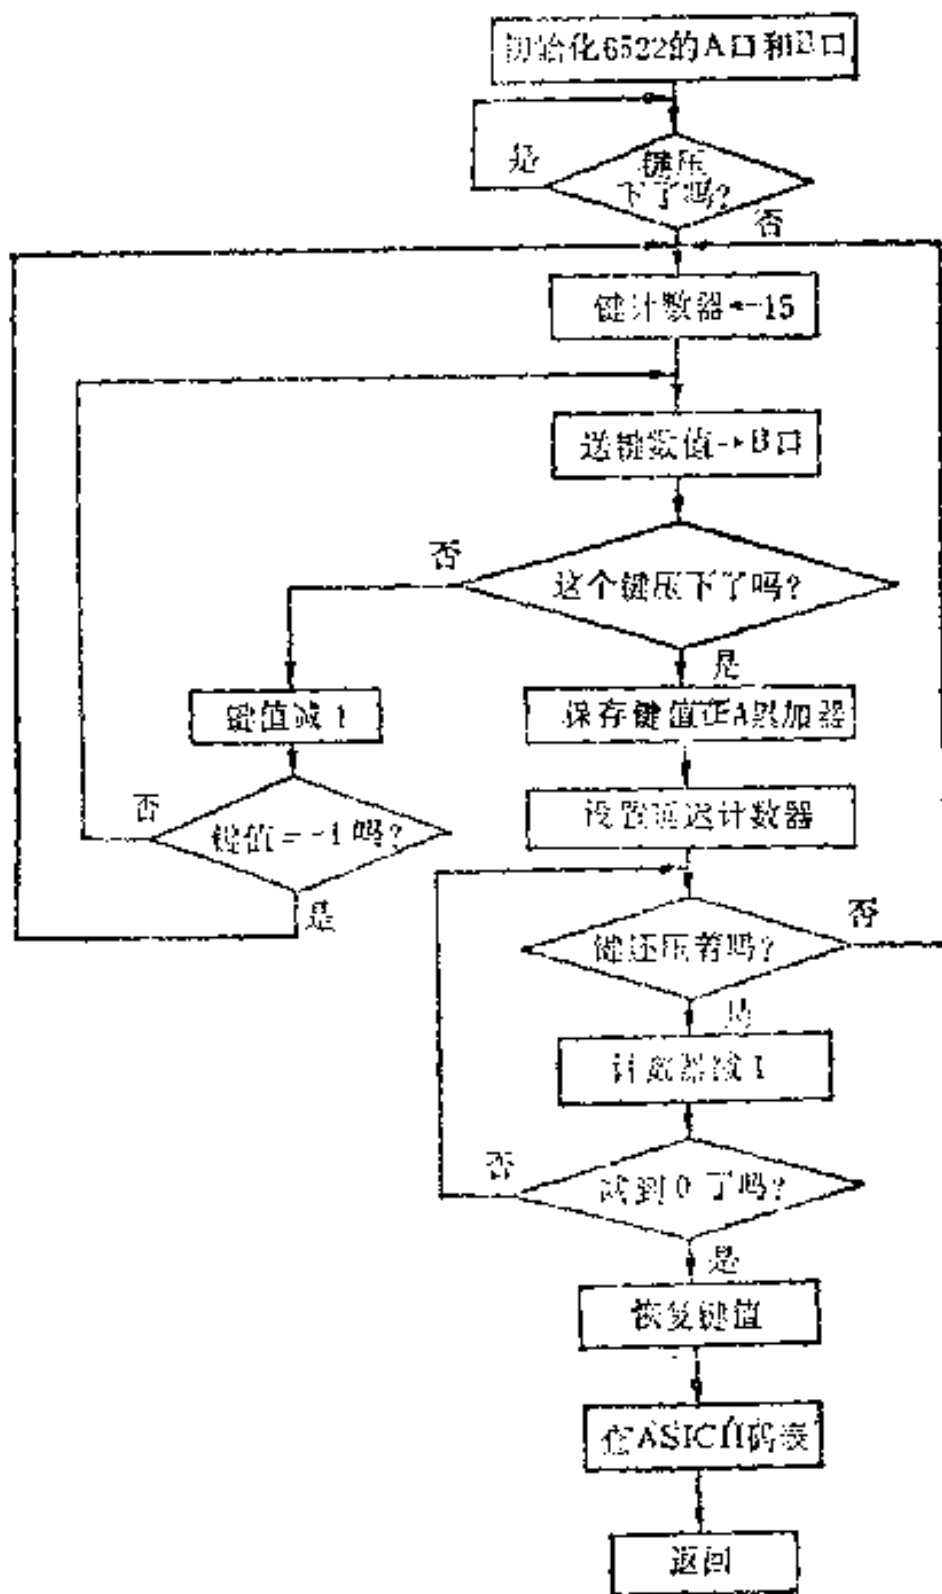 初始化6522的A口和B口
键压
下了吗?
是
否
键计数器←15
送键数值→B口
这个键压下了吗?
否
是
键值减1
保存键值在A累加器
设置延迟计数器
键值=-1吗?
否
是
键还压着吗?
否
是
计数器减1
减到0了吗?
否
是
恢复键值
查ASICII码表
返回